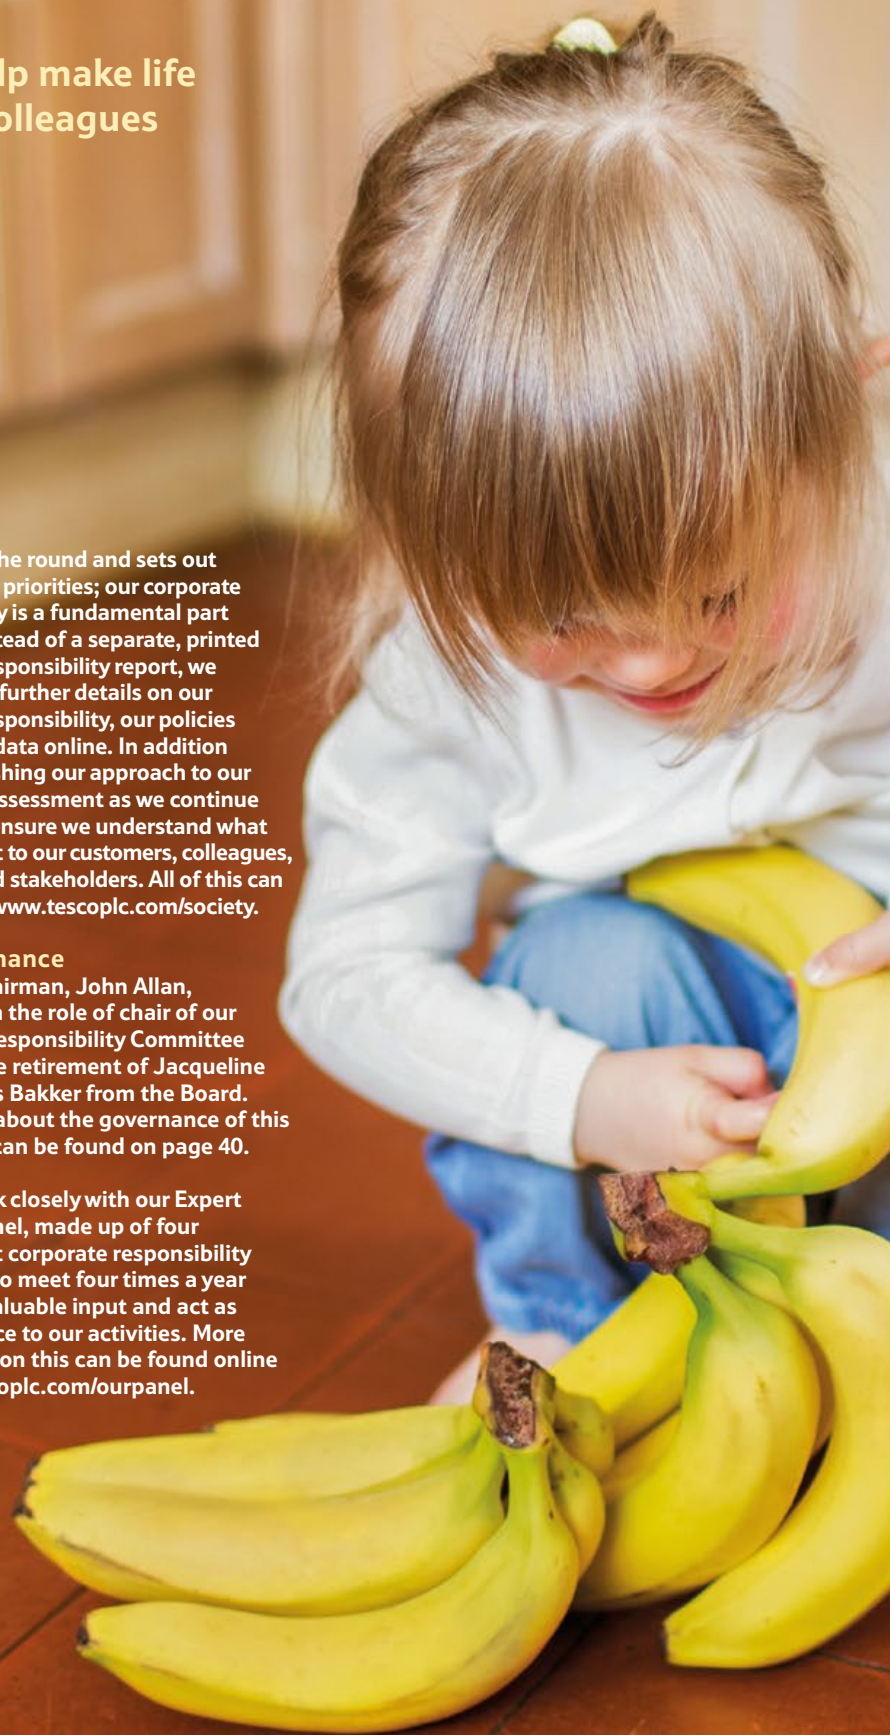 lp make life
olleagues
he round and sets out
priorities; our corporate
y is a fundamental part
tead of a separate, printed
sponsibility report, we
further details on our
sponsibility, our policies
data online. In addition
hing our approach to our
ssessment as we continue
nsure we understand what
t to our customers, colleagues,
d stakeholders. All of this can
www.tescoplc.com/society.
nance
airman, John Allan,
n the role of chair of our
esponsibility Committee
e retirement of Jacqueline
s Bakker from the Board.
about the governance of this
can be found on page 40.
k closely with our Expert
nel, made up of four
t corporate responsibility
o meet four times a year
aluable input and act as
ce to our activities. More
on this can be found online
oplc.com/ourpanel.